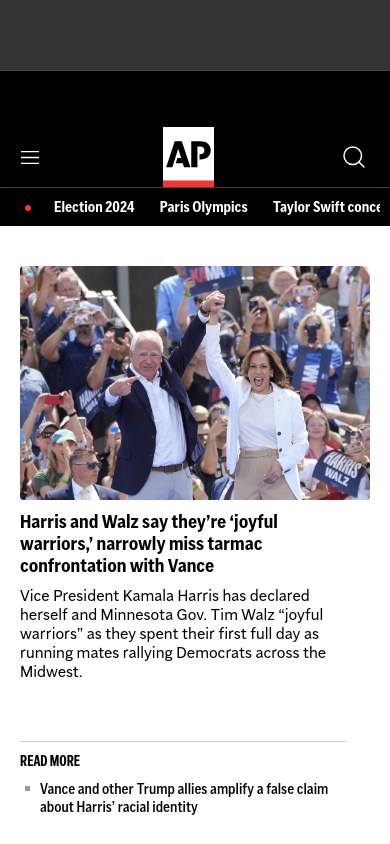 AP
Election 2024 Paris Olympics Taylor Swift conce
KAMA
HARRIS
WALZ
Harris and Walz say they’re ‘joyful
warriors,’ narrowly miss tarmac
confrontation with Vance
Vice President Kamala Harris has declared
herself and Minnesota Gov. Tim Walz “joyful
warriors” as they spent their first full day as
running mates rallying Democrats across the
Midwest.
READ MORE
Vance and other Trump allies amplify a false claim
about Harris’ racial identity